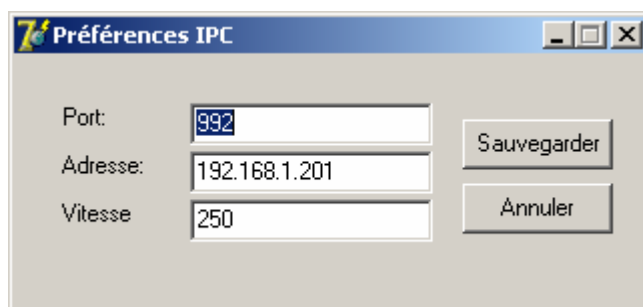 Préférences IPC
Port: 992
Sauvegarder
Adresse: 192.168.1.201
Vitesse 250
Annuler